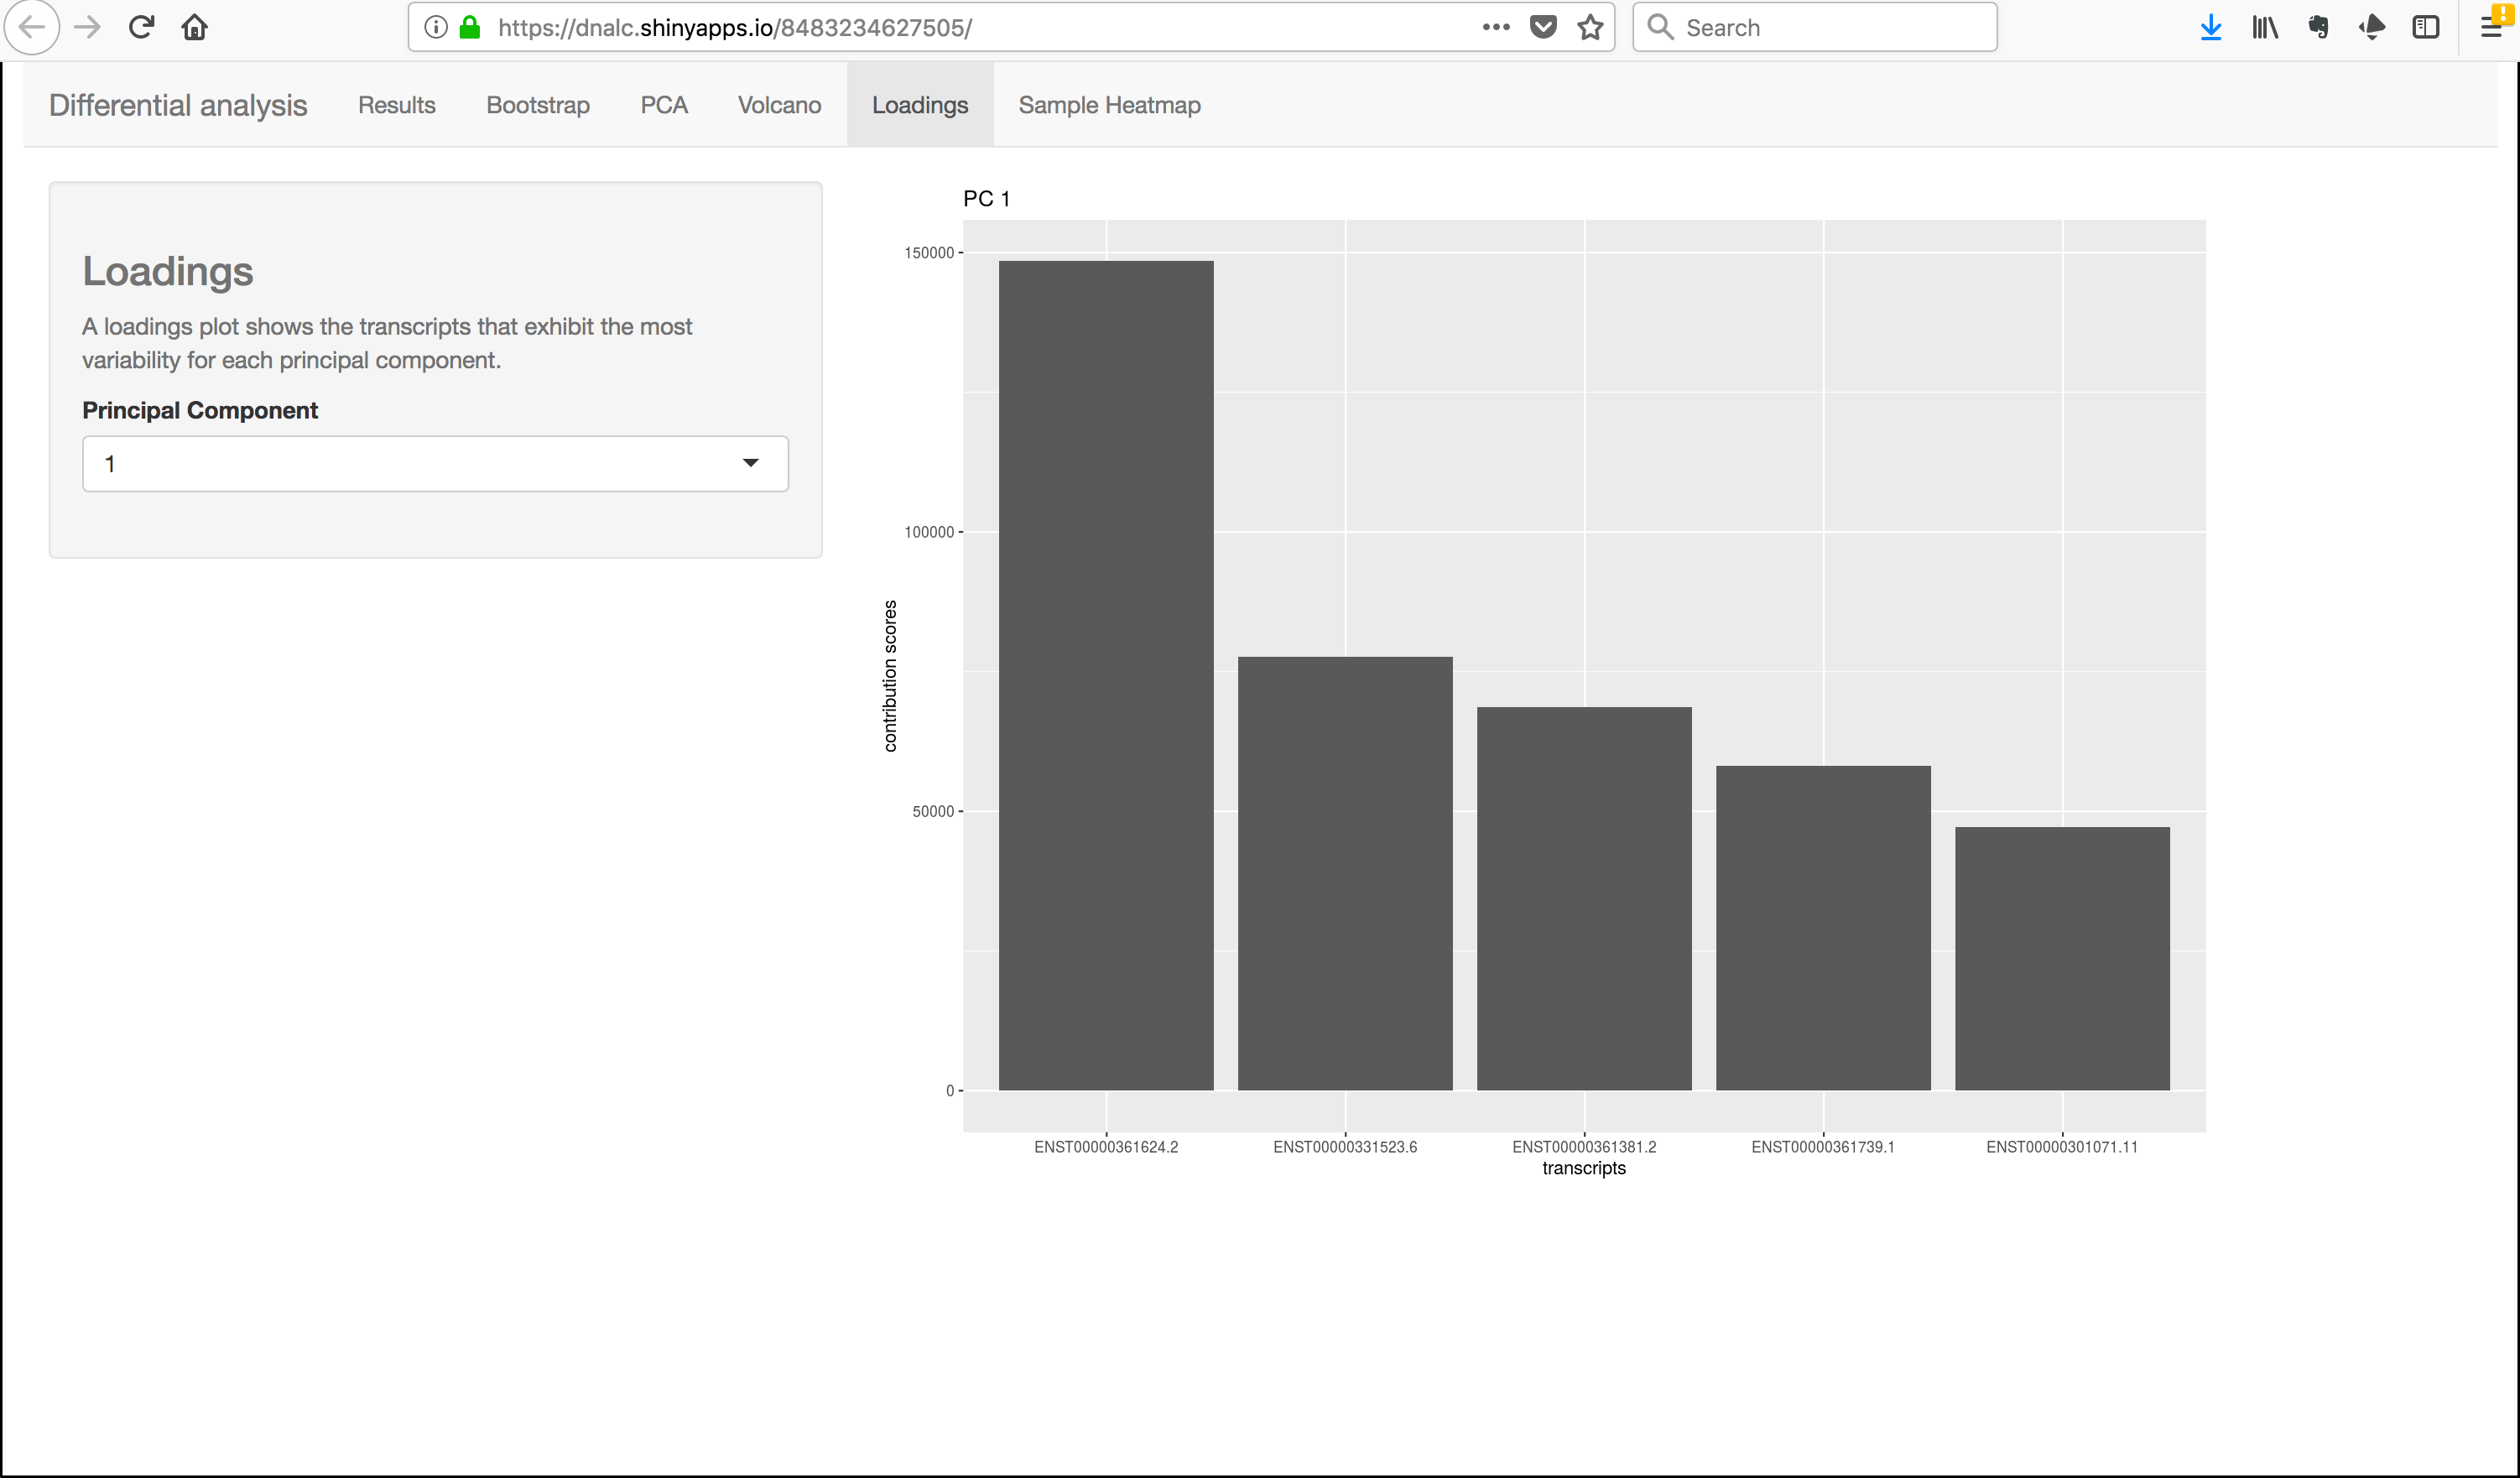 https://dnalc.shinyapps.io/8483234627505/
Search
Differential analysis Results Bootstrap PCA Volcano Loadings Sample Heatmap
Loadings
A loadings plot shows the transcripts that exhibit the most
variability for each principal component.
Principal Component
1
PC 1
150000
100000
50000
0
contribution scores
ENST00000361624.2 ENST00000331523.6 ENST00000361381.2 ENST00000361739.1 ENST00000301071.11
transcripts